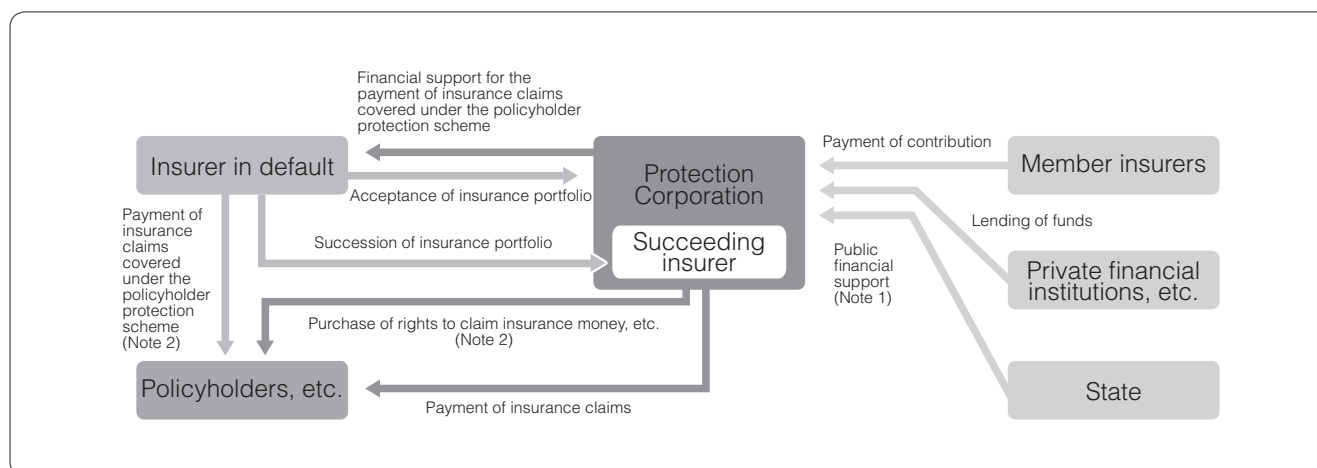 Financial support for the
payment of insurance claims
covered under the policyholder
protection scheme
Insurer in default
Acceptance of insurance portfolio
Protection
Corporation
Payment of contribution
Member insurers
Payment of
insurance
claims
covered
under the
policyholder
protection
scheme
(Note 2)
Succession of insurance portfolio
Succeeding
insurer
Lending of funds
Public
financial
support
(Note 1)
Private financial
institutions, etc.
Purchase of rights to claim insurance money, etc.
(Note 2)
Policyholders, etc.
Payment of insurance claims
State